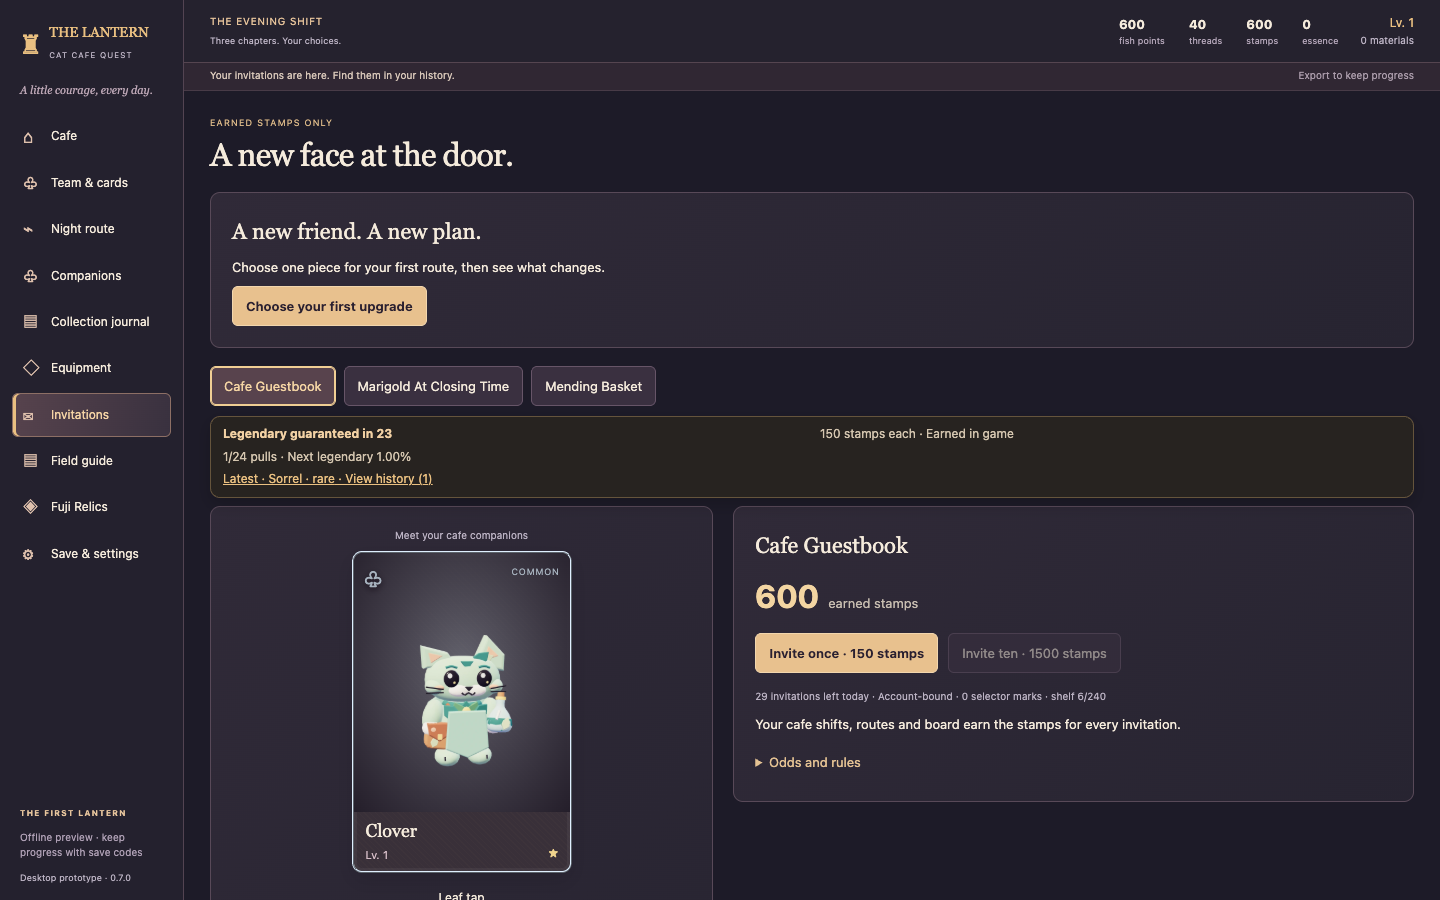 THE LANTERN
CAT CAFE QUEST
A little courage, every day.
Cafe
Team & cards
Night route
Companions
Collection journal
Equipment
Invitations
Field guide
Fuji Relics
Save & settings
THE FIRST LANTERN
Offline preview · keep
progress with save codes
Desktop prototype · 0.7.0
THE EVENING SHIFT
Three chapters. Your choices.
600
fish points
40
threads
600
stamps
0
essence
Lv. 1
0 materials
Your invitations are here. Find them in your history.
Export to keep progress
EARNED STAMPS ONLY
A new face at the door.
A new friend. A new plan.
Choose one piece for your first route, then see what changes.
Choose your first upgrade
Cafe Guestbook
Marigold At Closing Time
Mending Basket
Legendary guaranteed in 23
150 stamps each · Earned in game
1/24 pulls · Next legendary 1.00%
Latest · Sorrel · rare · View history (1)
Meet your cafe companions
COMMON
Clover
Lv. 1
Leaf tap
Cafe Guestbook
600 earned stamps
Invite once · 150 stamps
Invite ten · 1500 stamps
29 invitations left today · Account-bound · 0 selector marks · shelf 6/240
Your cafe shifts, routes and board earn the stamps for every invitation.
Odds and rules